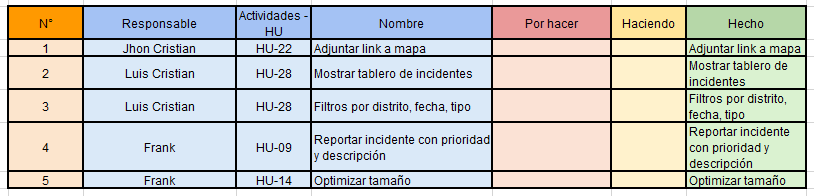 N° Responsable Actividades - HU Nombre Por hacer Haciendo Hecho
1 Jhon Cristian HU-22 Adjuntar link a mapa Adjuntar link a mapa
2 Luis Cristian HU-28 Mostrar tablero de incidentes Mostrar tablero de
incidentes
3 Luis Cristian HU-28 Filtros por distrito, fecha, tipo Filtros por distrito,
fecha, tipo
4 Frank HU-09 Reportar incidente con prioridad
y descripción
Reportar incidente
con prioridad y
descripción
5 Frank HU-14 Optimizar tamaño Optimizar tamaño